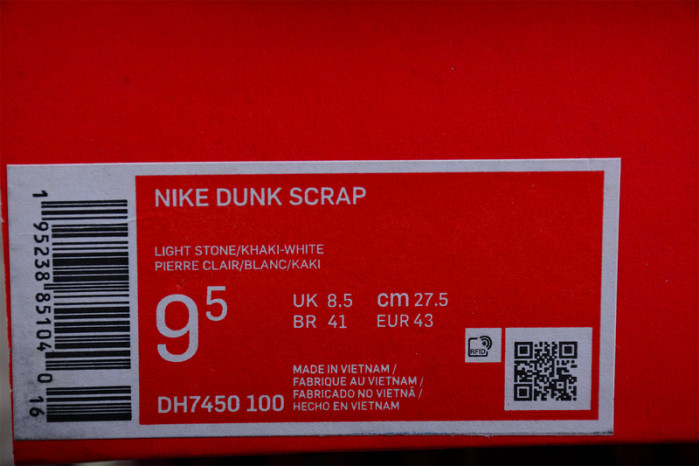 NIKE DUNK SCRAP
LIGHT STONE/KHAKI-WHITE
PIERRE CLAIR/BLANC/KAKI
9 5
UK 8.5 cm 27.5
BR 41 EUR 43
RFID
MADE IN VIETNAM /
FABRIQUE AU VIETNAM /
FABRICADO NO VIETNÃ /
HECHO EN VIETNAM
DH7450 100
1 95238 85104 0 16